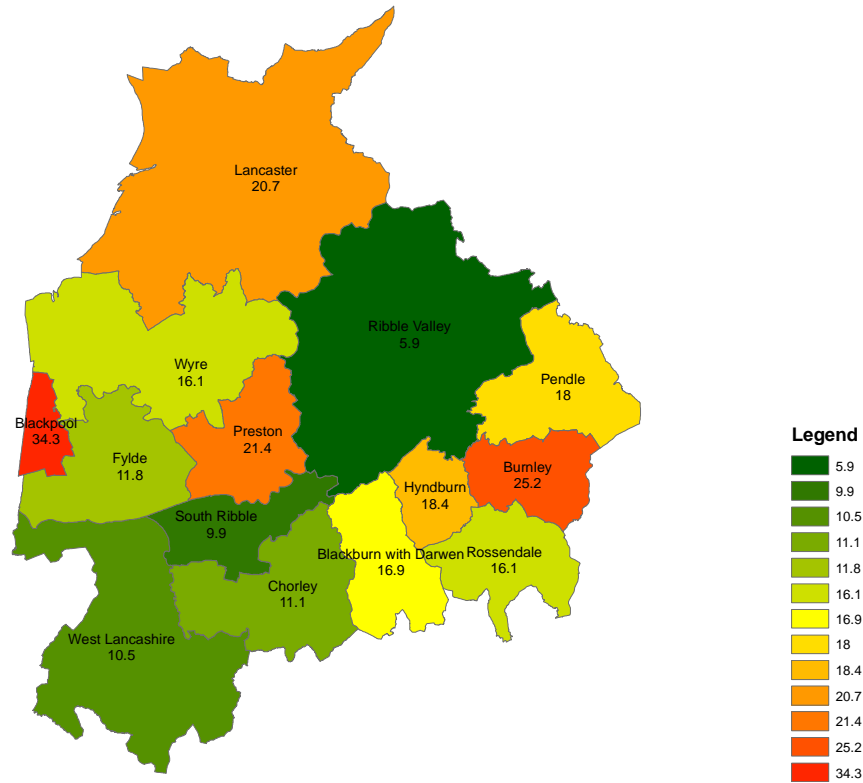 Lancaster
20.7
Ribble Valley
5.9
Wyre
16.1
Pendle
18
Blackpool
34.3
Preston
21.4
Fylde
11.8
Burnley
25.2
Hyndburn
18.4
South Ribble
9.9
Blackburn with Darwen
16.9
Rossendale
16.1
Chorley
11.1
West Lancashire
10.5
Legend
5.9
9.9
10.5
11.1
11.8
16.1
16.9
18
18.4
20.7
21.4
25.2
34.3